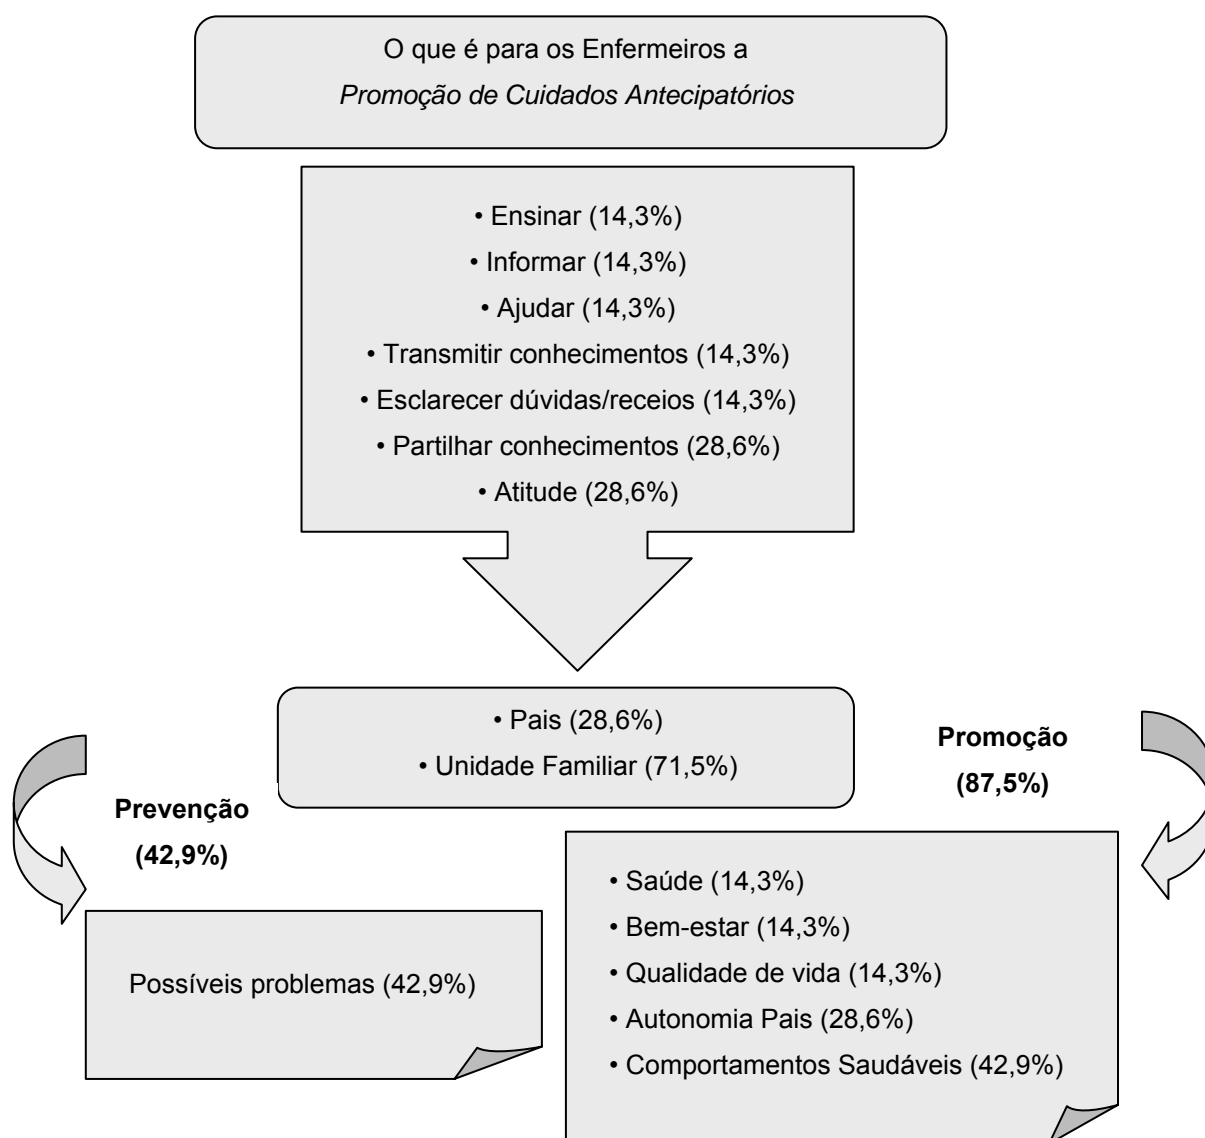 O que é para os Enfermeiros a
Promoção de Cuidados Antecipatórios
• Ensinar (14,3%)
• Informar (14,3%)
• Ajudar (14,3%)
• Transmitir conhecimentos (14,3%)
• Esclarecer dúvidas/receios (14,3%)
• Partilhar conhecimentos (28,6%)
• Atitude (28,6%)
• Pais (28,6%)
• Unidade Familiar (71,5%)
Prevenção
(42,9%)
Promoção
(87,5%)
Possíveis problemas (42,9%)
• Saúde (14,3%)
• Bem-estar (14,3%)
• Qualidade de vida (14,3%)
• Autonomia Pais (28,6%)
• Comportamentos Saudáveis (42,9%)